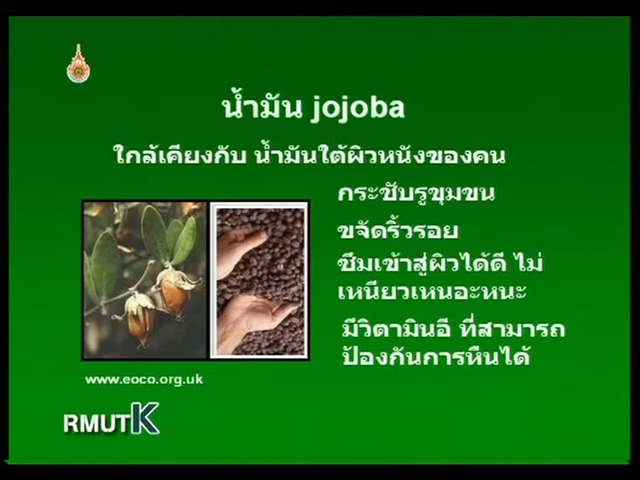 น้ำมัน jojoba
ใกล้เคียงกับ น้ำมันใต้ผิวหนังของคน
กระชับรูขุมขน
ขจัดริ้วรอย
ซึมเข้าสู่ผิวได้ดี ไม่
เหนียวเหนอะหนะ
มีวิตามินอี ที่สามารถ
ป้องกันการหืนได้
www.eoco.org.uk
RMUTK